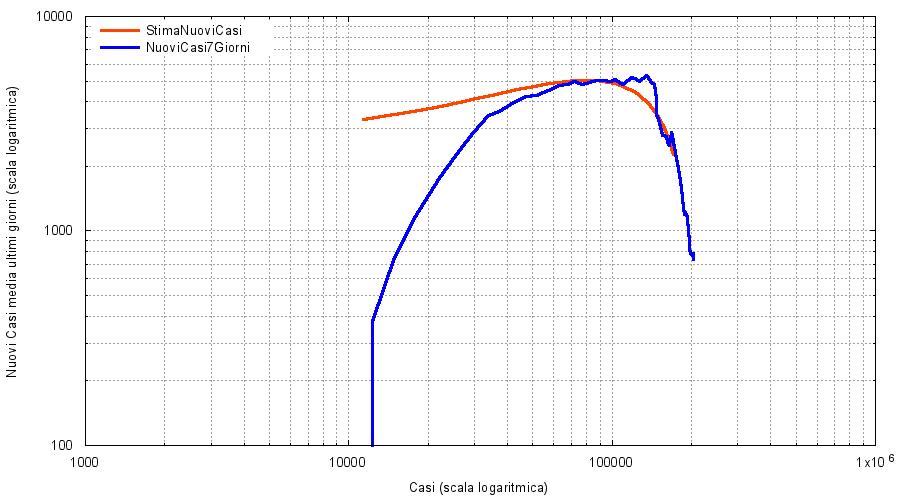 10000
StimaNuoviCasi
NuoviCasi7Giorni
Nuovi Casi media ultimi giorni (scala logaritmica)
1000
100
1000
10000
100000
1x10 6
Casi (scala logaritmica)